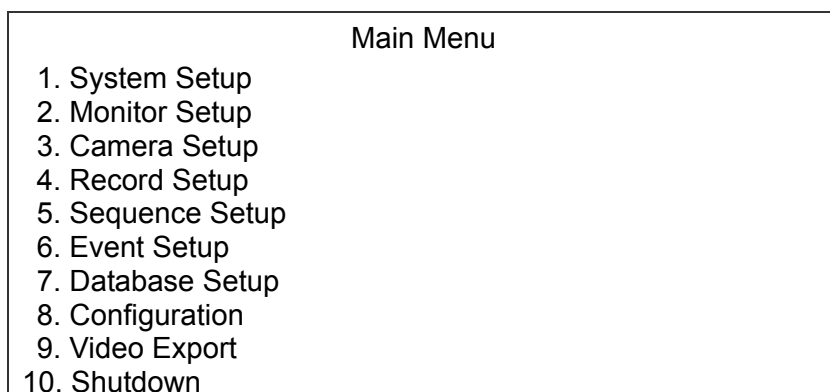 Main Menu
1. System Setup
2. Monitor Setup
3. Camera Setup
4. Record Setup
5. Sequence Setup
6. Event Setup
7. Database Setup
8. Configuration
9. Video Export
10. Shutdown